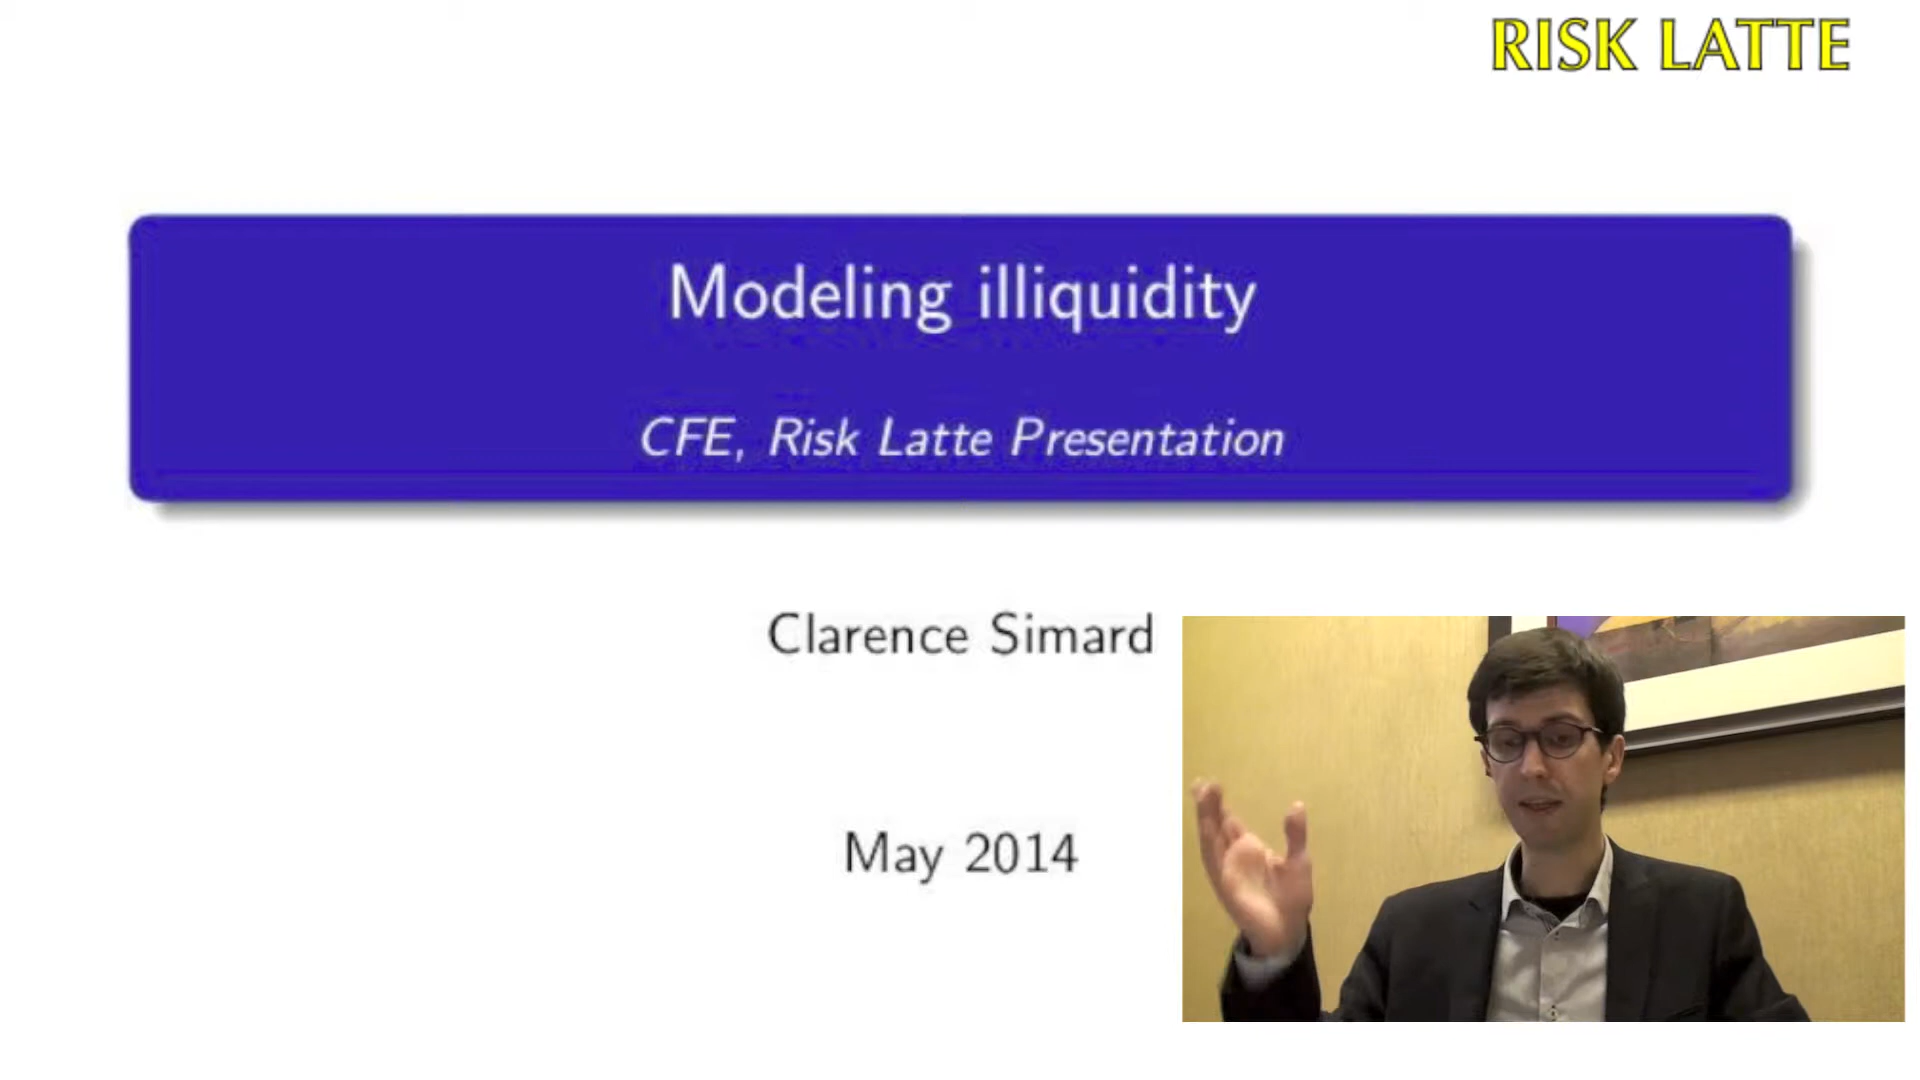 RISK LATTE
Modeling illiquidity
CFE, Risk Latte Presentation
Clarence Simard
May 2014